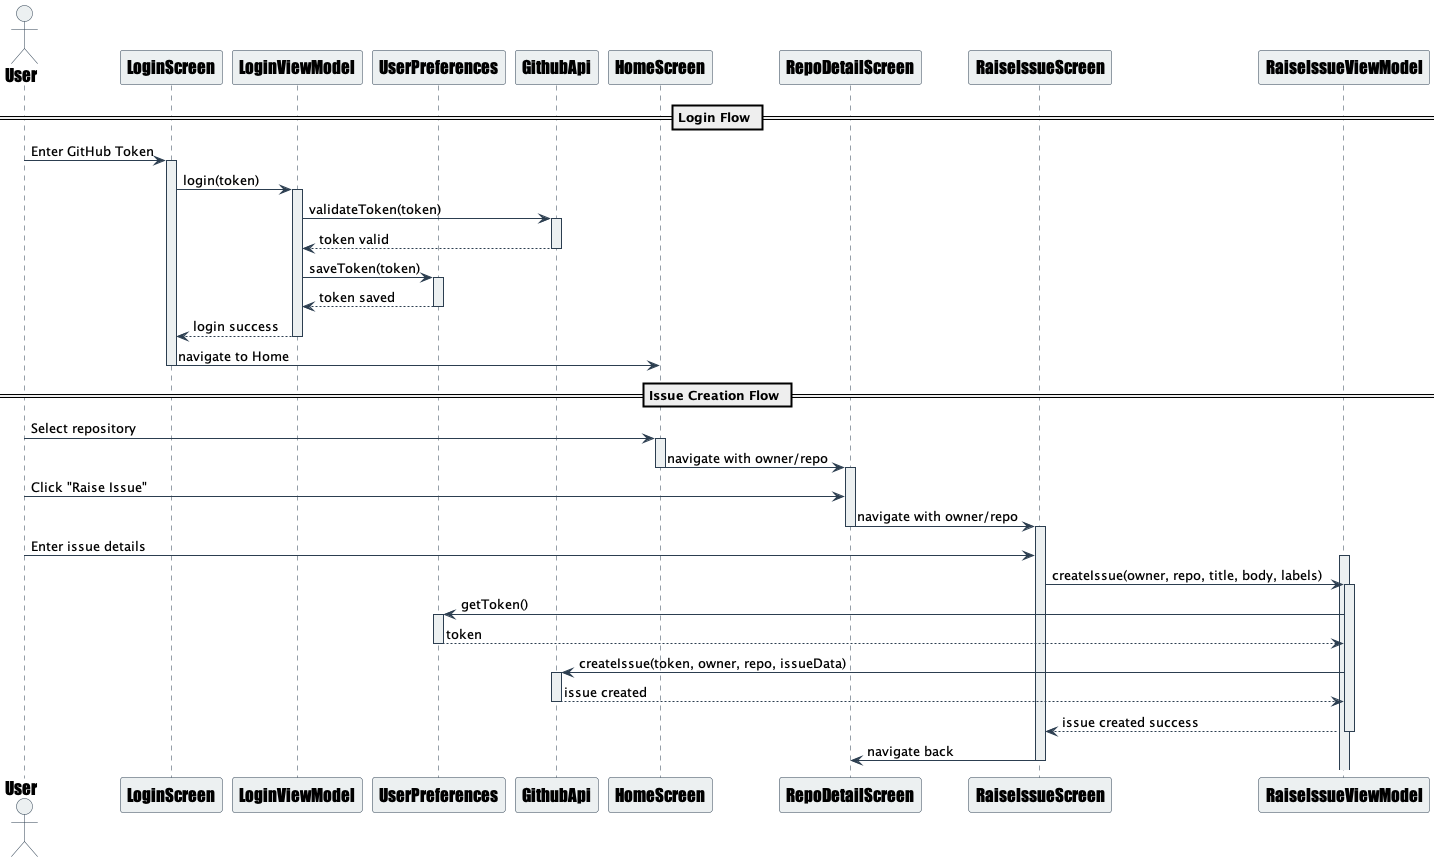 User
LoginScreen
LoginViewModel
UserPreferences
GithubApi
HomeScreen
RepoDetailScreen
RaiseIssueScreen
RaiseIssueViewModel
Login Flow
Enter GitHub Token
login(token)
validateToken(token)
token valid
saveToken(token)
token saved
login success
navigate to Home
Issue Creation Flow
Select repository
navigate with owner/repo
Click "Raise Issue"
navigate with owner/repo
Enter issue details
createIssue(owner, repo, title, body, labels)
getToken()
token
createIssue(token, owner, repo, issueData)
issue created
issue created success
navigate back
User
LoginScreen
LoginViewModel
UserPreferences
GithubApi
HomeScreen
RepoDetailScreen
RaiseIssueScreen
RaiseIssueViewModel